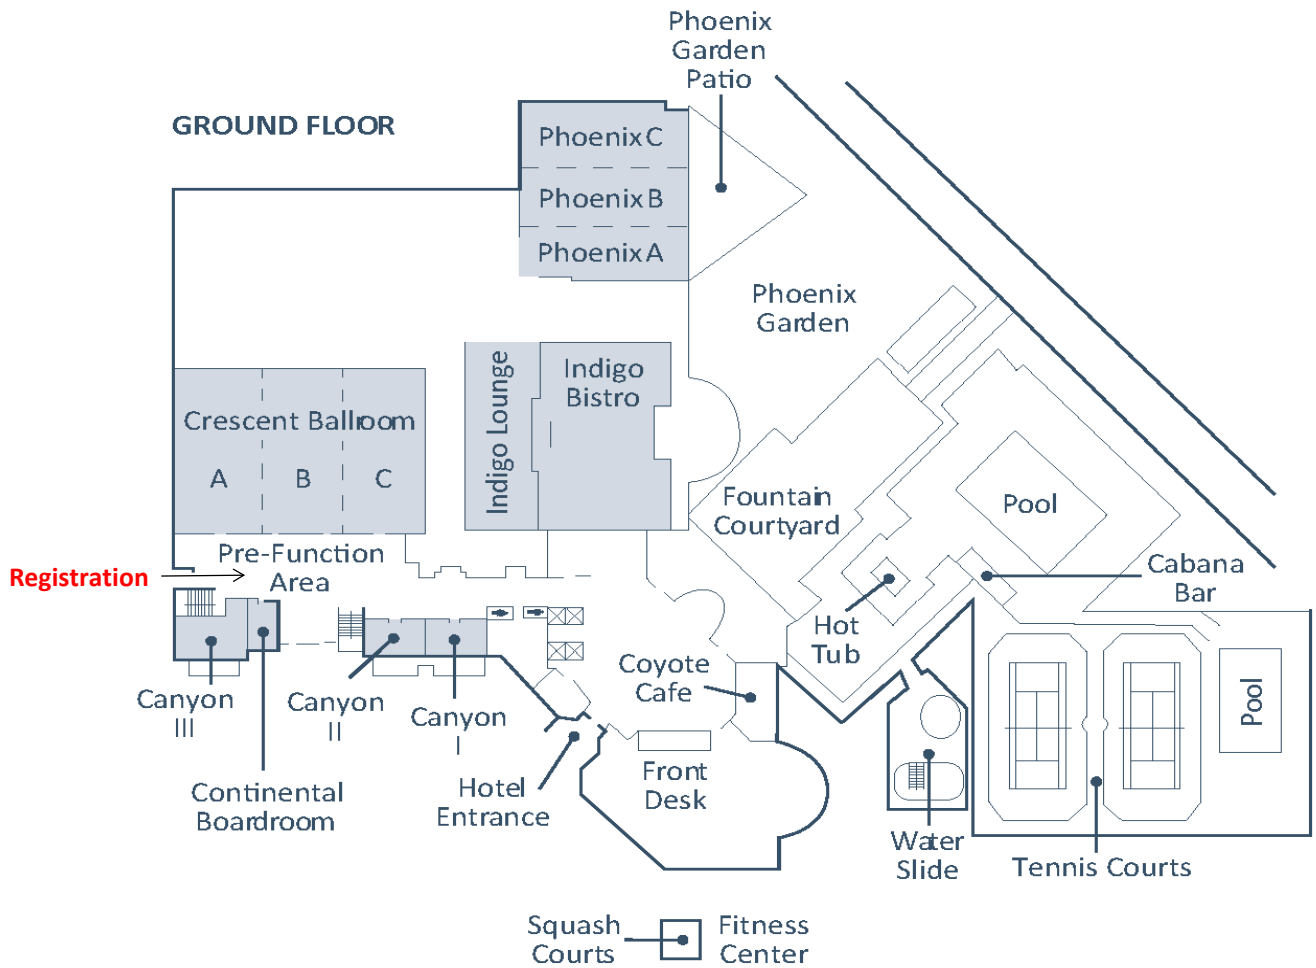 Phoenix
Garden
Patio
GROUND FLOOR
Phoenix C
Phoenix B
Phoenix A
Phoenix
Garden
Indigo Lounge
Indigo
Bistro
Crescent Ballroom
A
B
C
Fountain
Courtyard
Pool
Pre-Function
Area
Registration
Cabana
Bar
Hot
Tub
Coyote
Cafe
Canyon
III
Canyon
II
Canyon
I
Pool
Continental
Boardroom
Hotel
Entrance
Front
Desk
Water
Slide
Tennis Courts
Squash
Courts
Fitness
Center